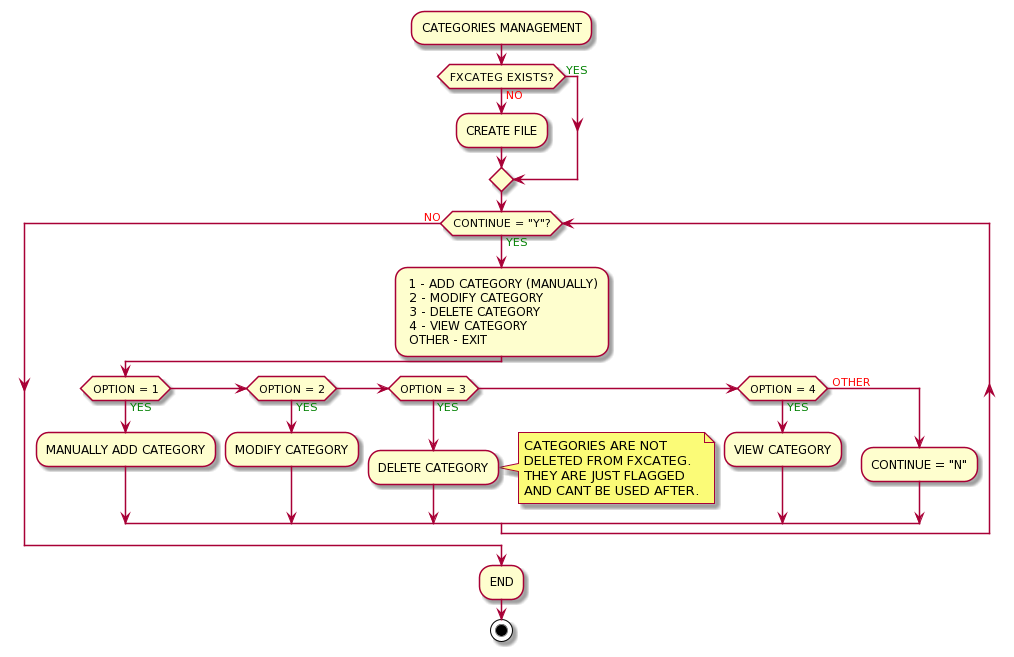 CATEGORIES MANAGEMENT
FXCATEG EXISTS?
YES
NO
CREATE FILE
NO
CONTINUE = "Y"?
YES
1 - ADD CATEGORY (MANUALLY)
2 - MODIFY CATEGORY
3 - DELETE CATEGORY
4 - VIEW CATEGORY
OTHER - EXIT
OPTION = 1
YES
MANUALLY ADD CATEGORY
OPTION = 2
YES
MODIFY CATEGORY
OPTION = 3
YES
DELETE CATEGORY
CATEGORIES ARE NOT
DELETED FROM FXCATEG.
THEY ARE JUST FLAGGED
AND CANT BE USED AFTER.
OPTION = 4
YES
VIEW CATEGORY
OTHER
CONTINUE = "N"
END